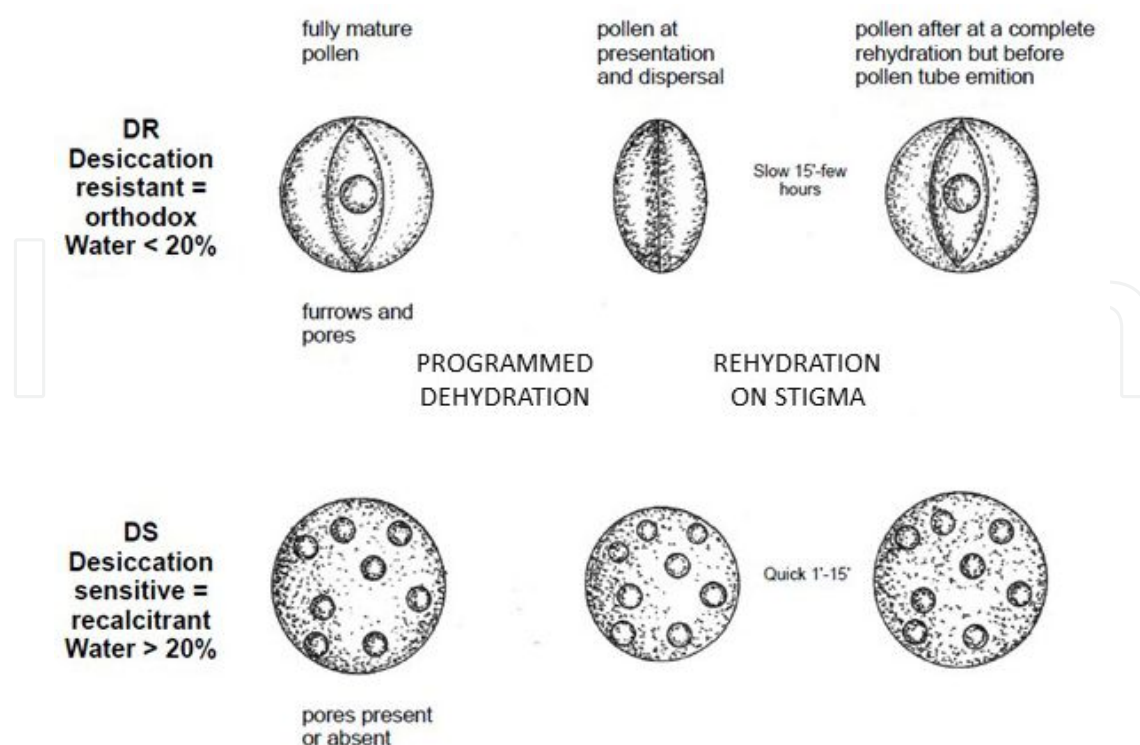 fully mature
pollen
pollen at
presentation
and dispersal
pollen after at a complete
rehydration but before
pollen tube emition
DR
Desiccation
resistant =
orthodox
Water < 20%
Slow 15'-few
hours
furrows and
pores
PROGRAMMED
DEHYDRATION
REHYDRATION
ON STIGMA
DS
Desiccation
sensitive =
recalcitrant
Water > 20%
Quick 1'-15'
pores present
or absent